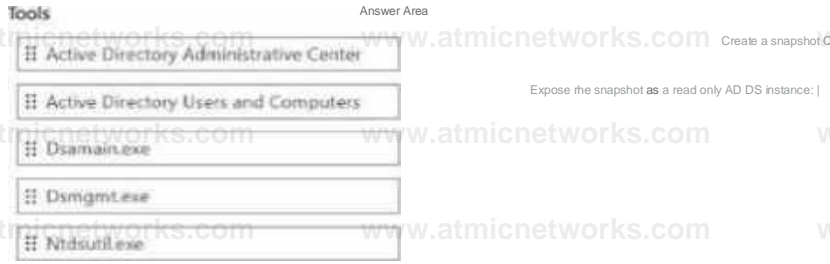 Tools
Answer Area
www.atmicnetworks.com
Create a snapshot
Active Directory Administrative Center
Expose rhe snapshot as a read only AD DS instance: |
Active Directory Users and Computers
www.atmicnetworks.com
Dsamain.exe
Dsmgmt.exe
www.atmicnetworks.com
Ntdsutil.exe